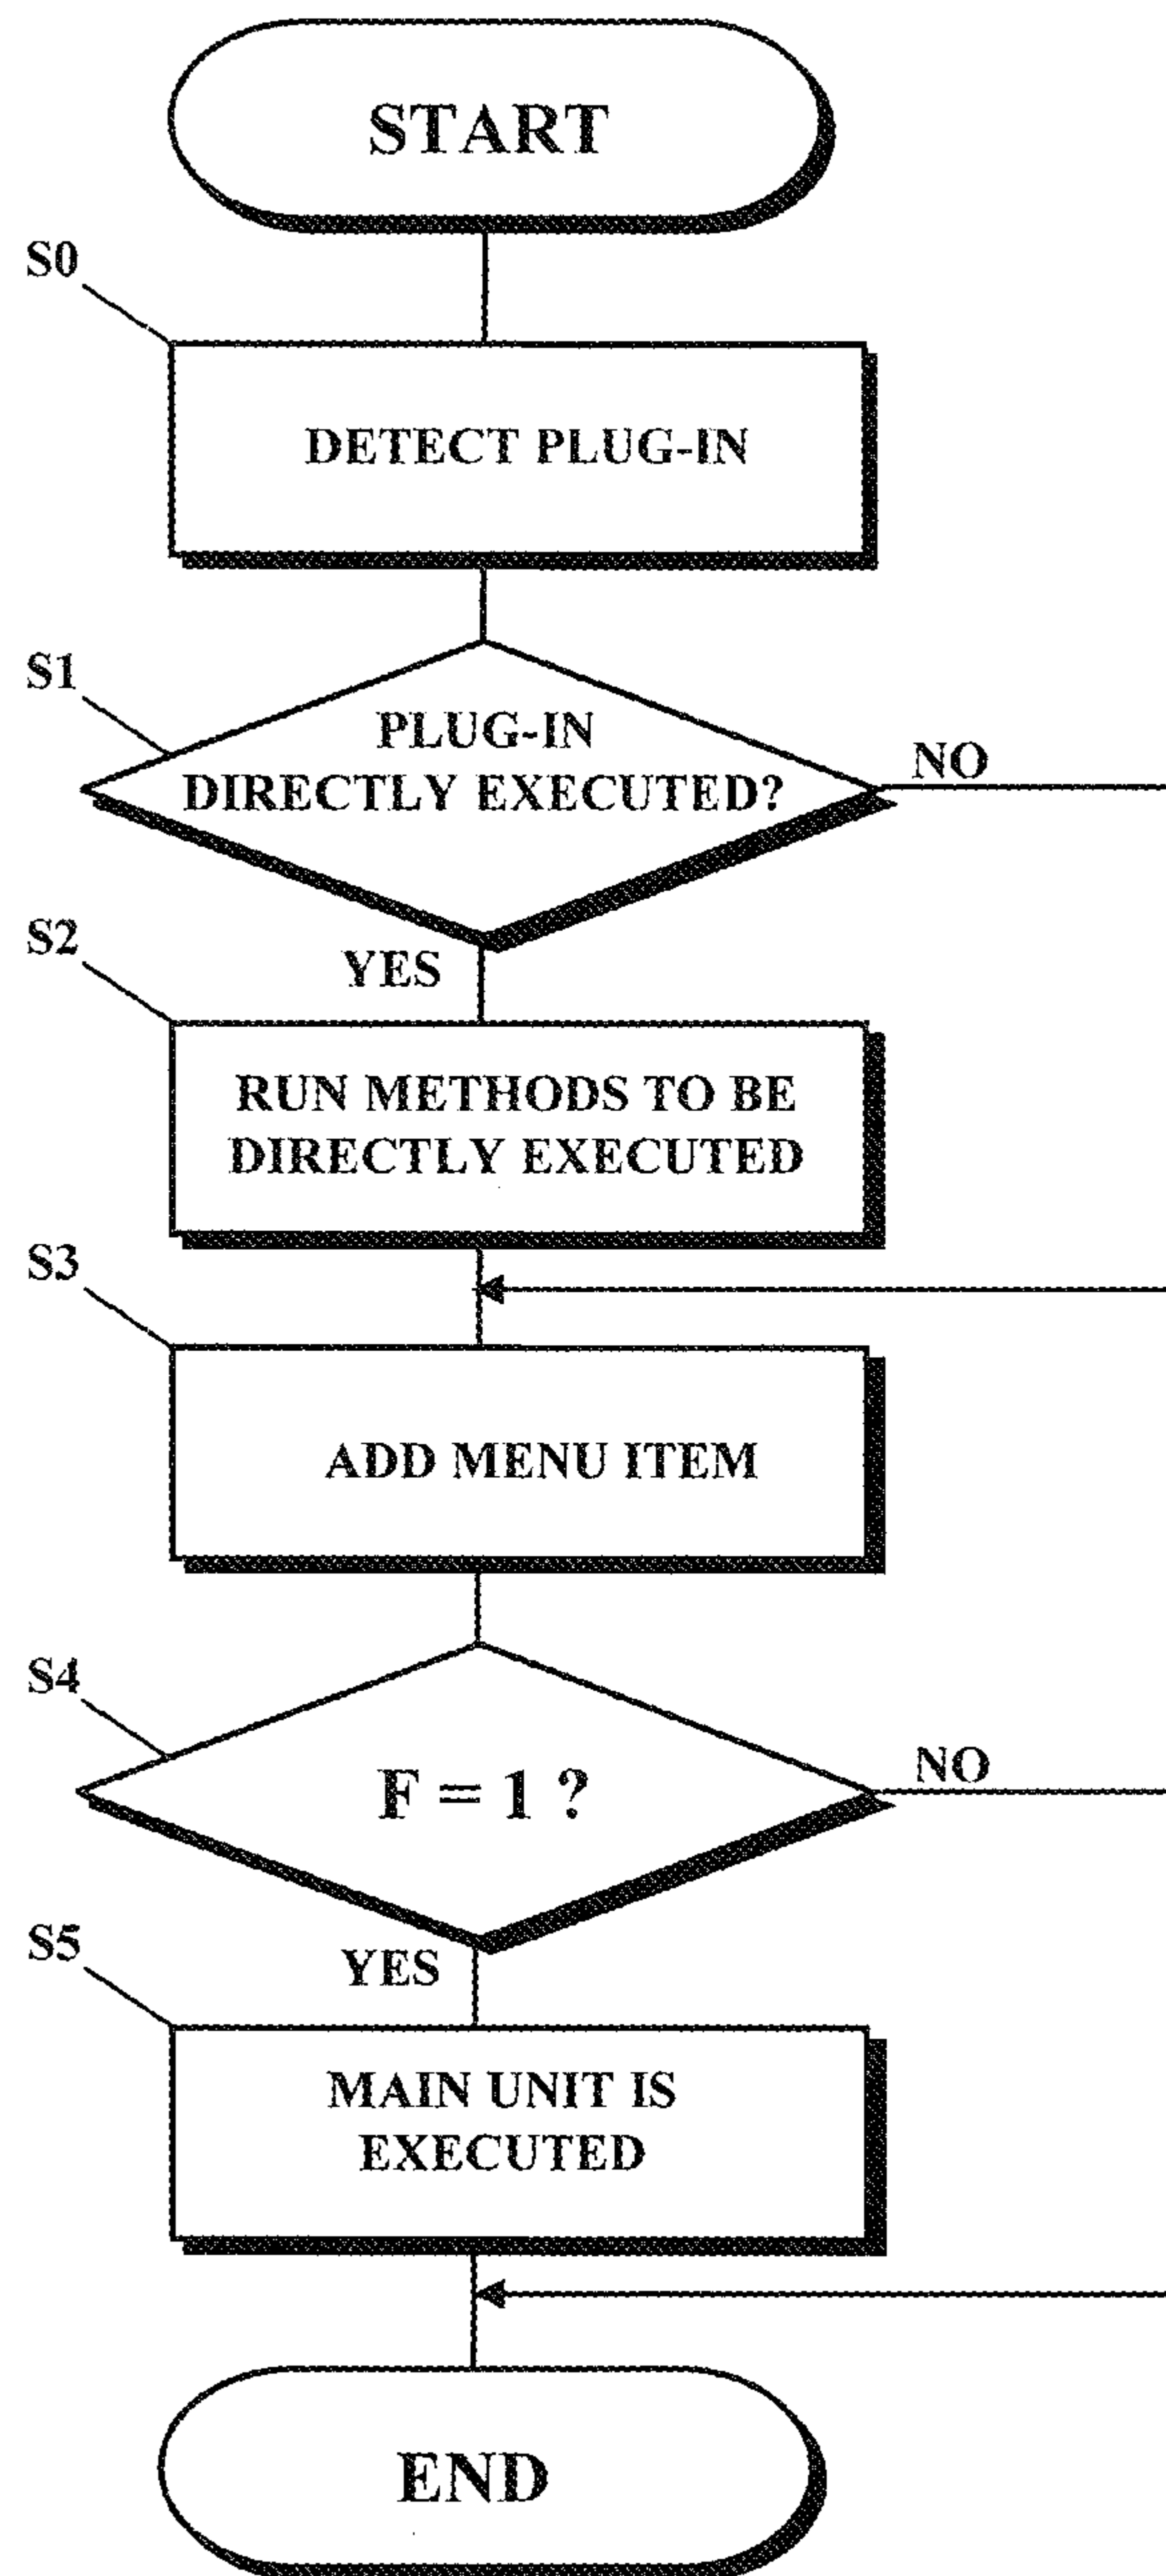 START
S0
DETECT PLUG-IN
S1
PLUG-IN
DIRECTLY EXECUTED?
NO
YES
S2
RUN METHODS TO BE
DIRECTLY EXECUTED
S3
ADD MENU ITEM
S4
F = 1 ?
NO
YES
S5
MAIN UNIT IS
EXECUTED
END